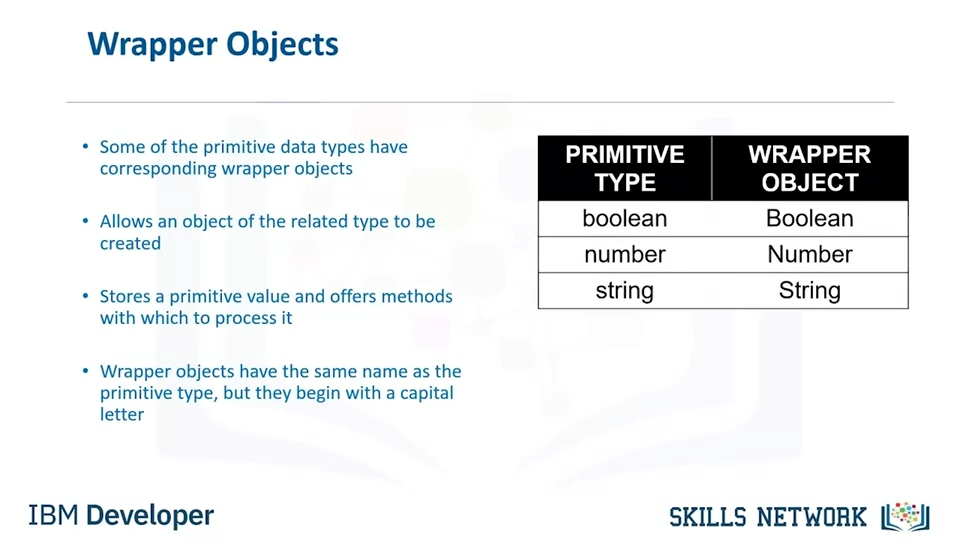 Wrapper Objects
• Some of the primitive data types have
corresponding wrapper objects
• Allows an object of the related type to be
created
• Stores a primitive value and offers methods
with which to process it
• Wrapper objects have the same name as the
primitive type, but they begin with a capital
letter
PRIMITIVE TYPE WRAPPER OBJECT
boolean Boolean
number Number
string String
IBM Developer
SKILLS NETWORK